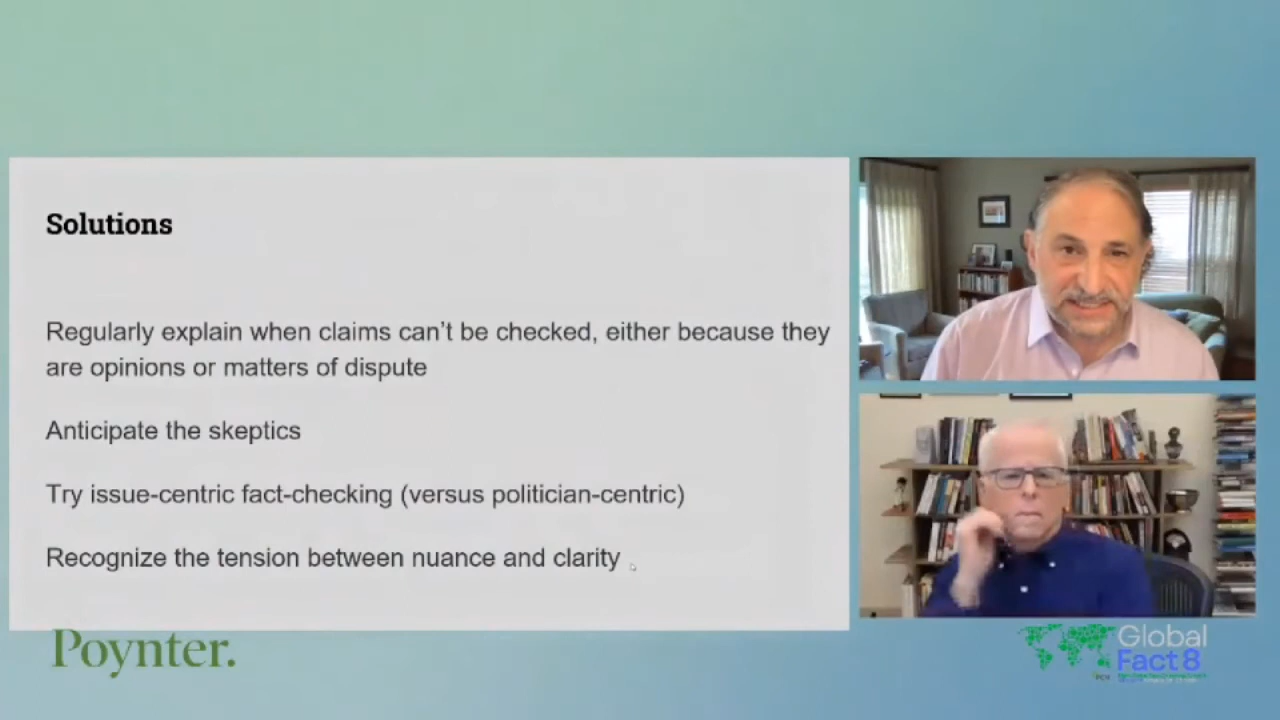 Solutions
Regularly explain when claims can’t be checked, either because they
are opinions or matters of dispute
Anticipate the skeptics
Try issue-centric fact-checking (versus politician-centric)
Recognize the tension between nuance and clarity
Poynter.
Global
Fact 8